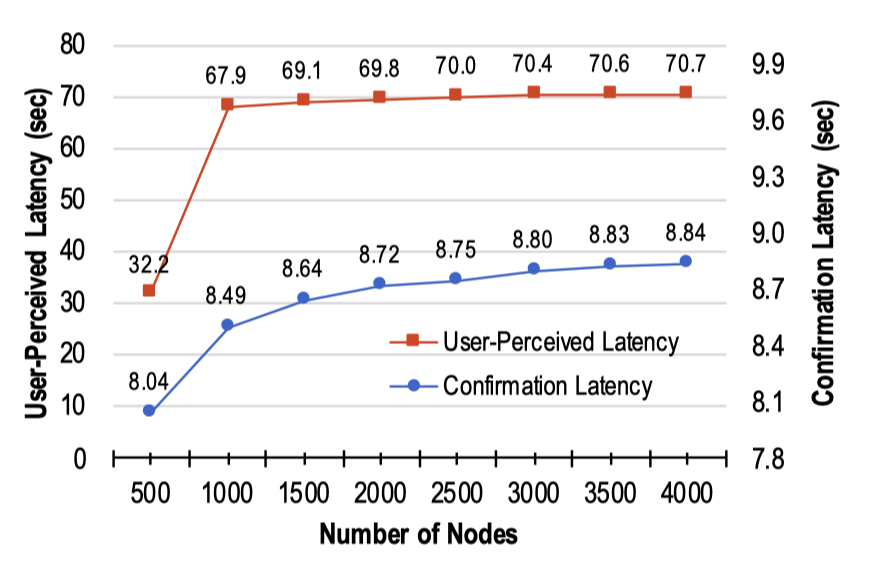 User-Perceived Latency (sec)
80
70
60
50
40
30
20
10
0
67.9 69.1 69.8 70.0 70.4 70.6 70.7
32.2
8.04 8.49 8.64 8.72 8.75 8.80 8.83 8.84
User-Perceived Latency
Confirmation Latency
9.9
9.6
9.3
9.0
8.7
8.4
8.1
7.8
Confirmation Latency (sec)
500 1000 1500 2000 2500 3000 3500 4000
Number of Nodes